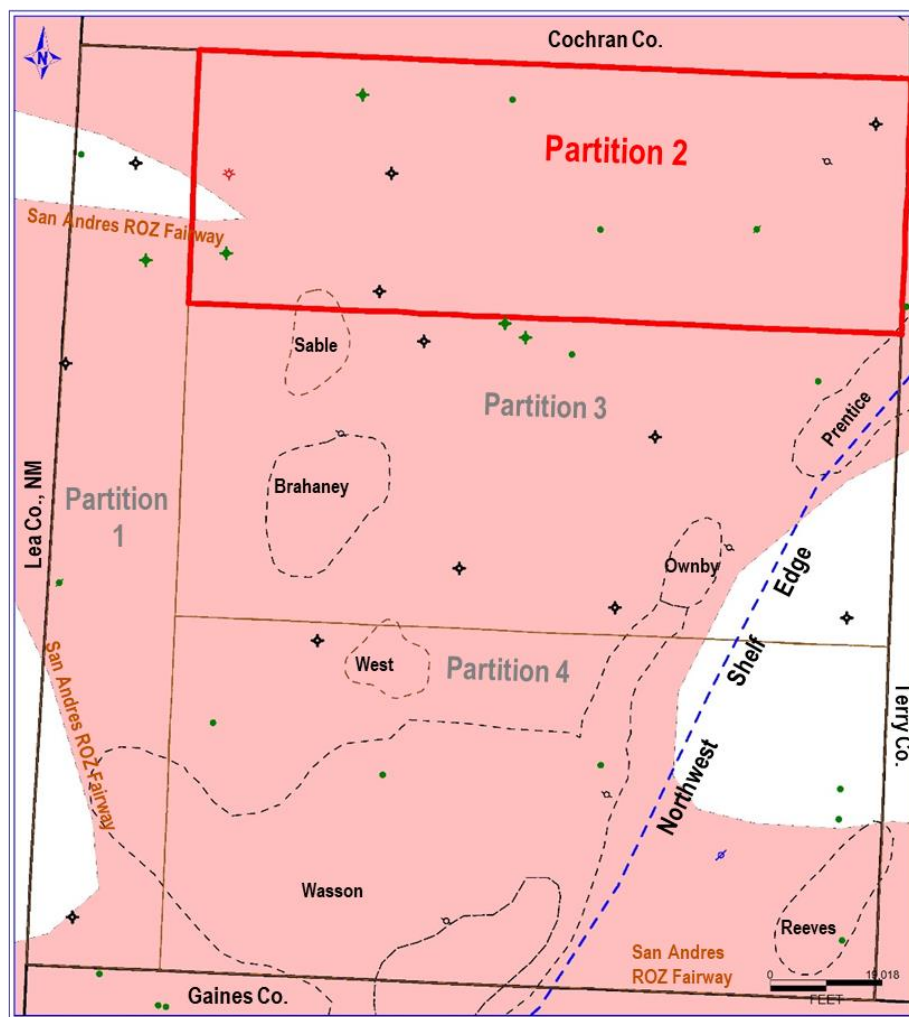 Cochran Co.
N
Partition 2
San Andres ROZ Fairway
Sable
Partition 3
Prentice
Brahaney
Lea Co., NM
Partition
1
Ownby
Edge
Shelf
Northwest
West
Partition 4
San Andres ROZ Fairway
Terry Co.
Wasson
Reeves
San Andres
ROZ Fairway
0 19,018
FEET
Gaines Co.